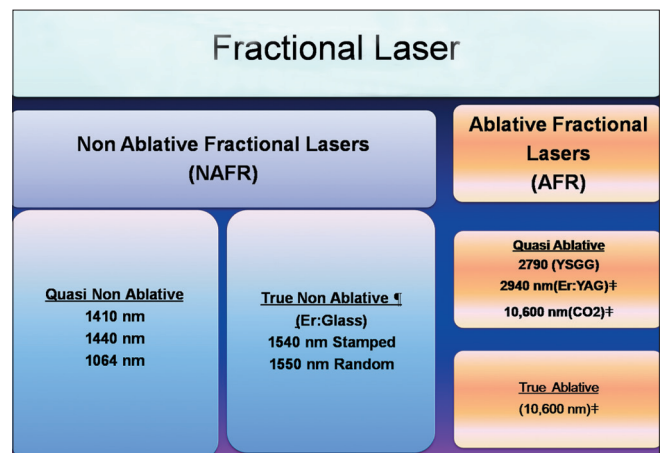 Fractional Laser
Non Ablative Fractional Lasers
(NAFR)
Ablative Fractional
Lasers
(AFR)
Quasi Non Ablative
1410 nm
1440 nm
1064 nm
True Non Ablative ¶
(Er:Glass)
1540 nm Stamped
1550 nm Random
Quasi Ablative
2790 (YSGG)
2940 nm(Er:YAG)ǂ
10,600 nm(CO2)ǂ
True Ablative
(10,600 nm)ǂ